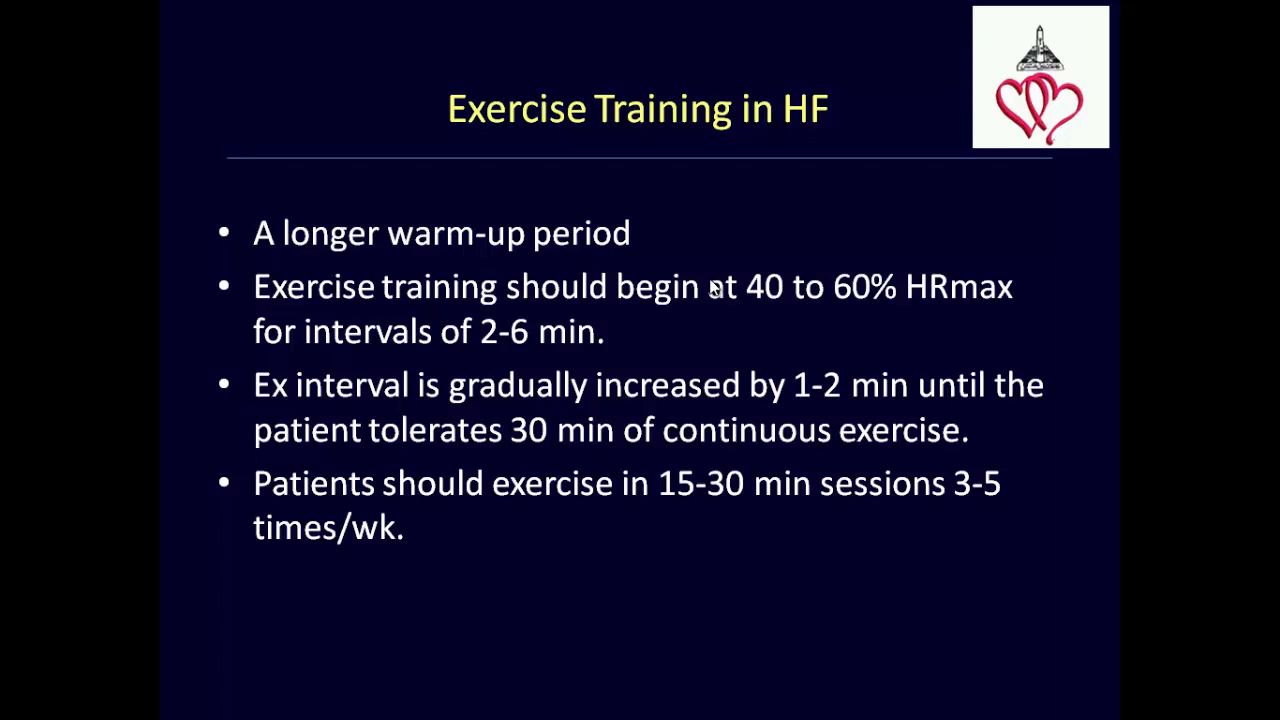 Exercise Training in HF
• A longer warm-up period
• Exercise training should begin at 40 to 60% HRmax
for intervals of 2-6 min.
• Ex interval is gradually increased by 1-2 min until the
patient tolerates 30 min of continuous exercise.
• Patients should exercise in 15-30 min sessions 3-5
times/wk.